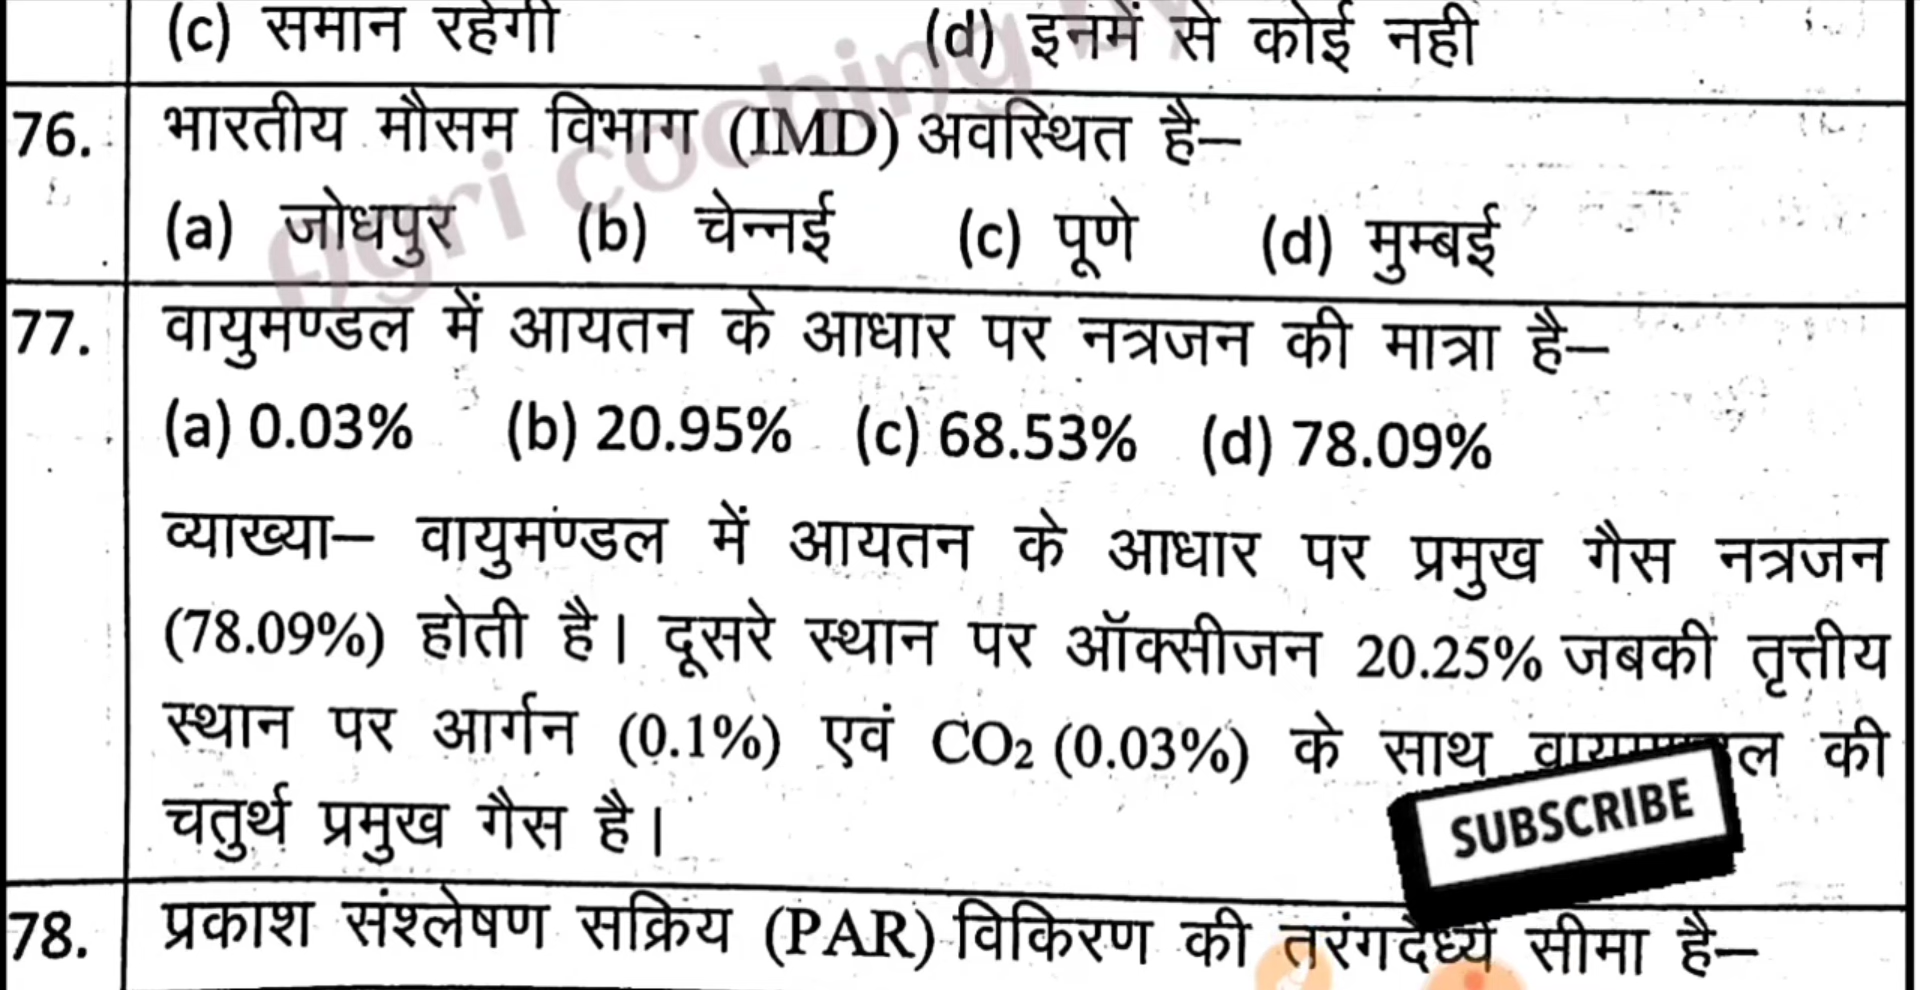 (c) समान रहेगी (d) इनमें से कोई नही
76. भारतीय मौसम विभाग (IMD) अवस्थित है–
(a) जोधपुर (b) चेन्नई (c) पूणे (d) मुम्बई
77. वायुमण्डल में आयतन के आधार पर नत्रजन की मात्रा है–
(a) 0.03% (b) 20.95% (c) 68.53% (d) 78.09%
व्याख्या– वायुमण्डल में आयतन के आधार पर प्रमुख गैस नत्रजन
(78.09%) होती है। दूसरे स्थान पर ऑक्सीजन 20.25% जबकी तृत्तीय
स्थान पर आर्गन (0.1%) एवं CO₂ (0.03%) के साथ की
चतुर्थ प्रमुख गैस है।
SUBSCRIBE
78. प्रकाश संश्लेषण सक्रिय (PAR) विकिरण की तरंगदैध्य सीमा है–
Agri coching